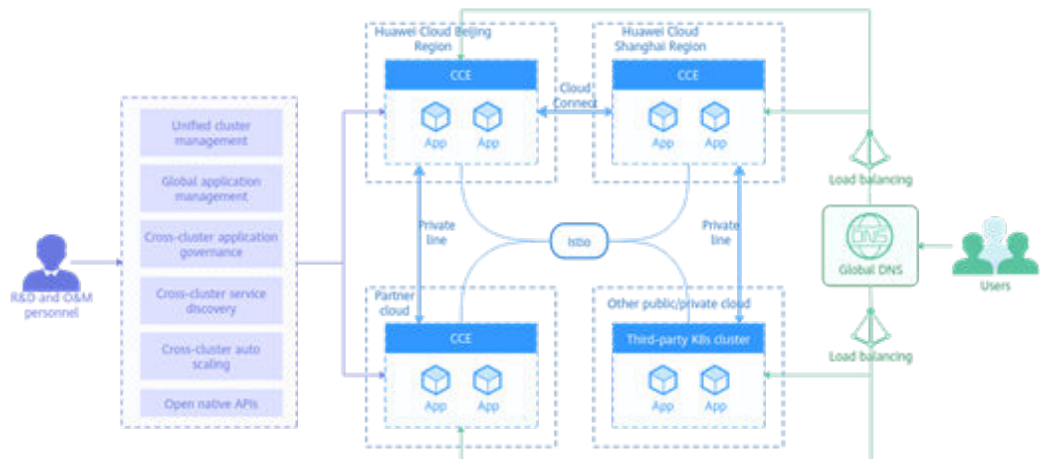 Huawei Cloud Beijing
Region
CCE
App
App
Cloud
Connect
Huawei Cloud
Shanghai Region
CCE
App
App
Unified cluster
management
Global application
management
Cross-cluster application
governance
Cross-cluster service
discovery
Cross-cluster auto
scaling
Open native APIs
R&D and O&M
personnel
Private
line
Istio
Private
line
Load balancing
DNS
Global DNS
Users
Load balancing
Partner
cloud
CCE
App
App
Other public/private cloud
Third-party K8s cluster
App
App